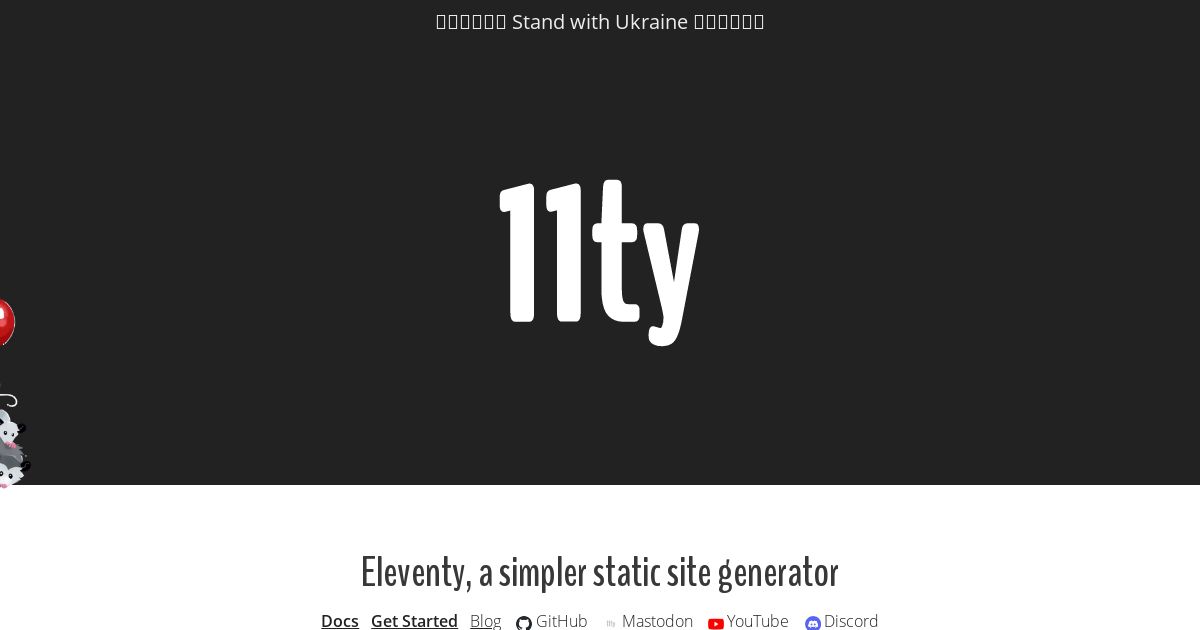 Stand with Ukraine
11ty
Eleventy, a simpler static site generator
Docs Get Started Blog GitHub Mastodon YouTube Discord